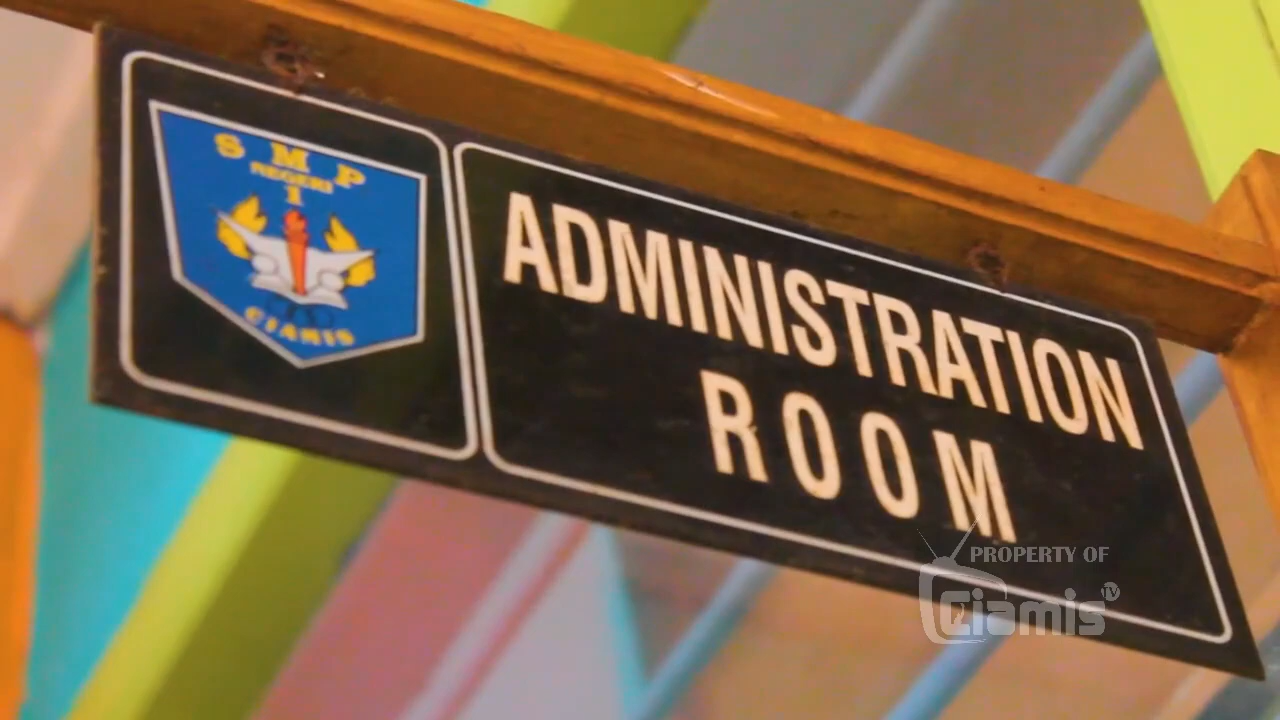 SMP
NEGERI
1
CIAMIS
ADMINISTRATION
ROOM
PROPERTY OF
Ciamis TV